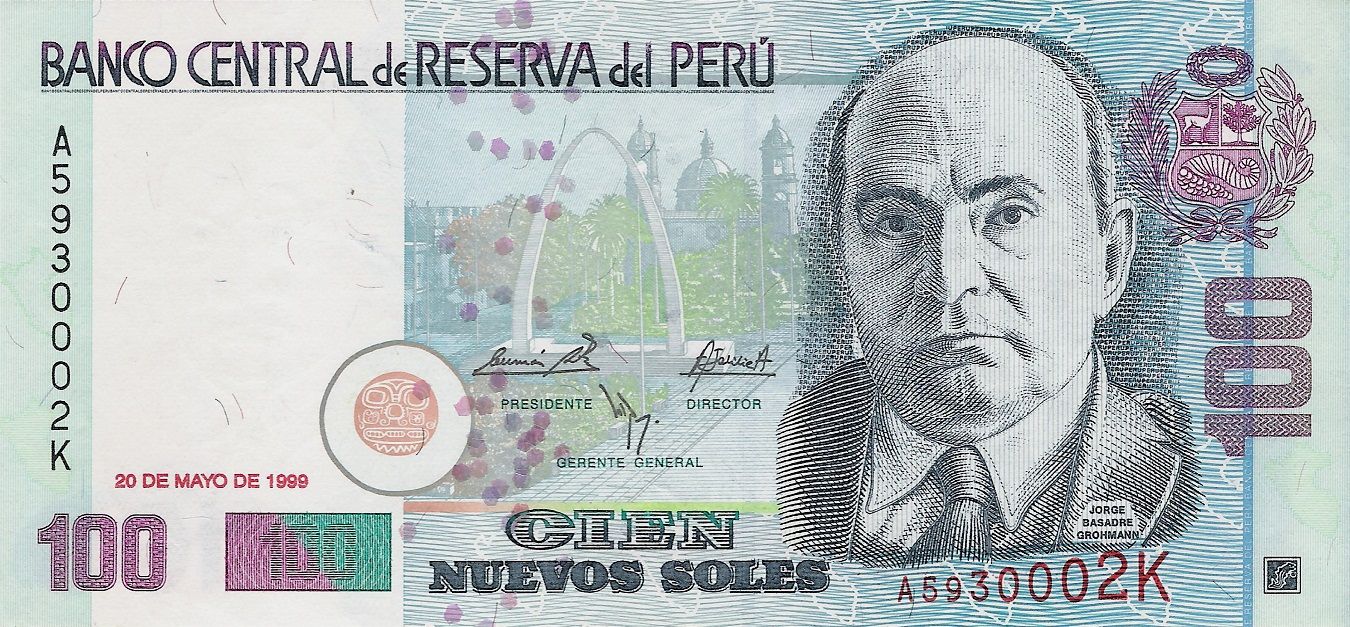 BANCO CENTRAL de RESERVA del PERÚ
A5930002K
PRESIDENTE
DIRECTOR
GERENTE GENERAL
20 DE MAYO DE 1999
100
100
CIEN
NUEVOS SOLES
JORGE
BASADRE
GROHMANN
A5930002K
100